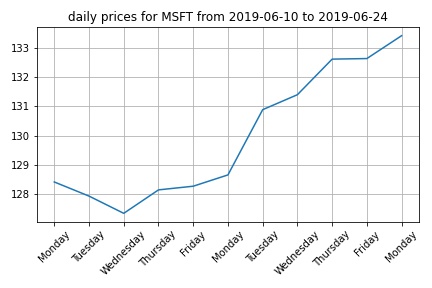 daily prices for MSFT from 2019-06-10 to 2019-06-24
133
132
131
130
129
128
Monday
Tuesday
Wednesday
Thursday
Friday
Monday
Tuesday
Wednesday
Thursday
Friday
Monday